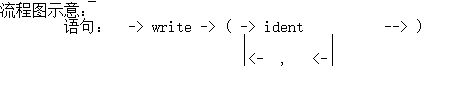 流程图示意:
语句:   -> write -> ( -> ident          --> )
|<-  ,   <-|